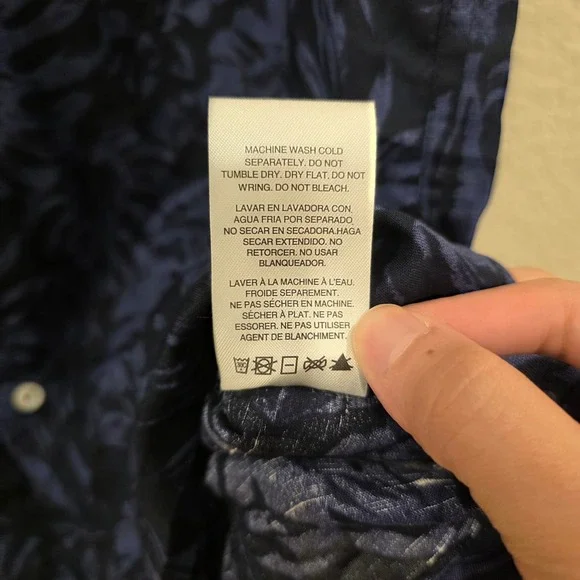 MACHINE WASH COLD
SEPARATELY. DO NOT
TUMBLE DRY. DRY FLAT. DO NOT
WRING. DO NOT BLEACH.
LAVAR EN LAVADORA CON,
AGUA FRIA POR SEPARADO,
NO SECAR EN SECADORA.HAGA
SECAR EXTENDIDO. NO
RETORCER. NO USAR
BLANQUEADOR.
LAVER À LA MACHINE À L'EAU.
FROIDE SEPAREMENT.
NE PAS SÉCHER EN MACHINE.
SÉCHER À PLAT. NE PAS
ESSORER. NE PAS UTILISER
AGENT DE BLANCHIMENT.